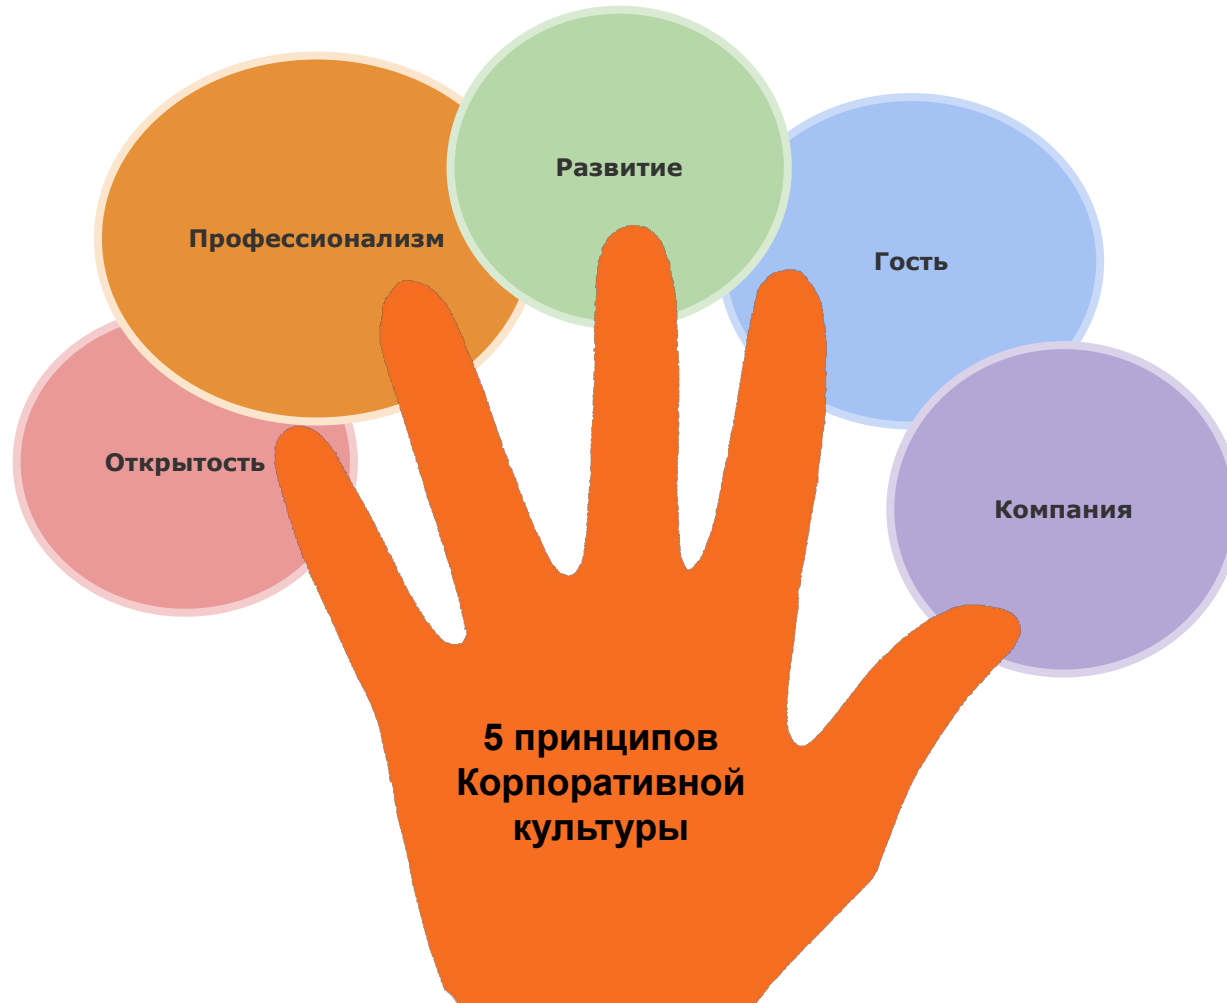 Развитие
Профессионализм
Гость
Открытость
Компания
5 принципов
Корпоративной
культуры